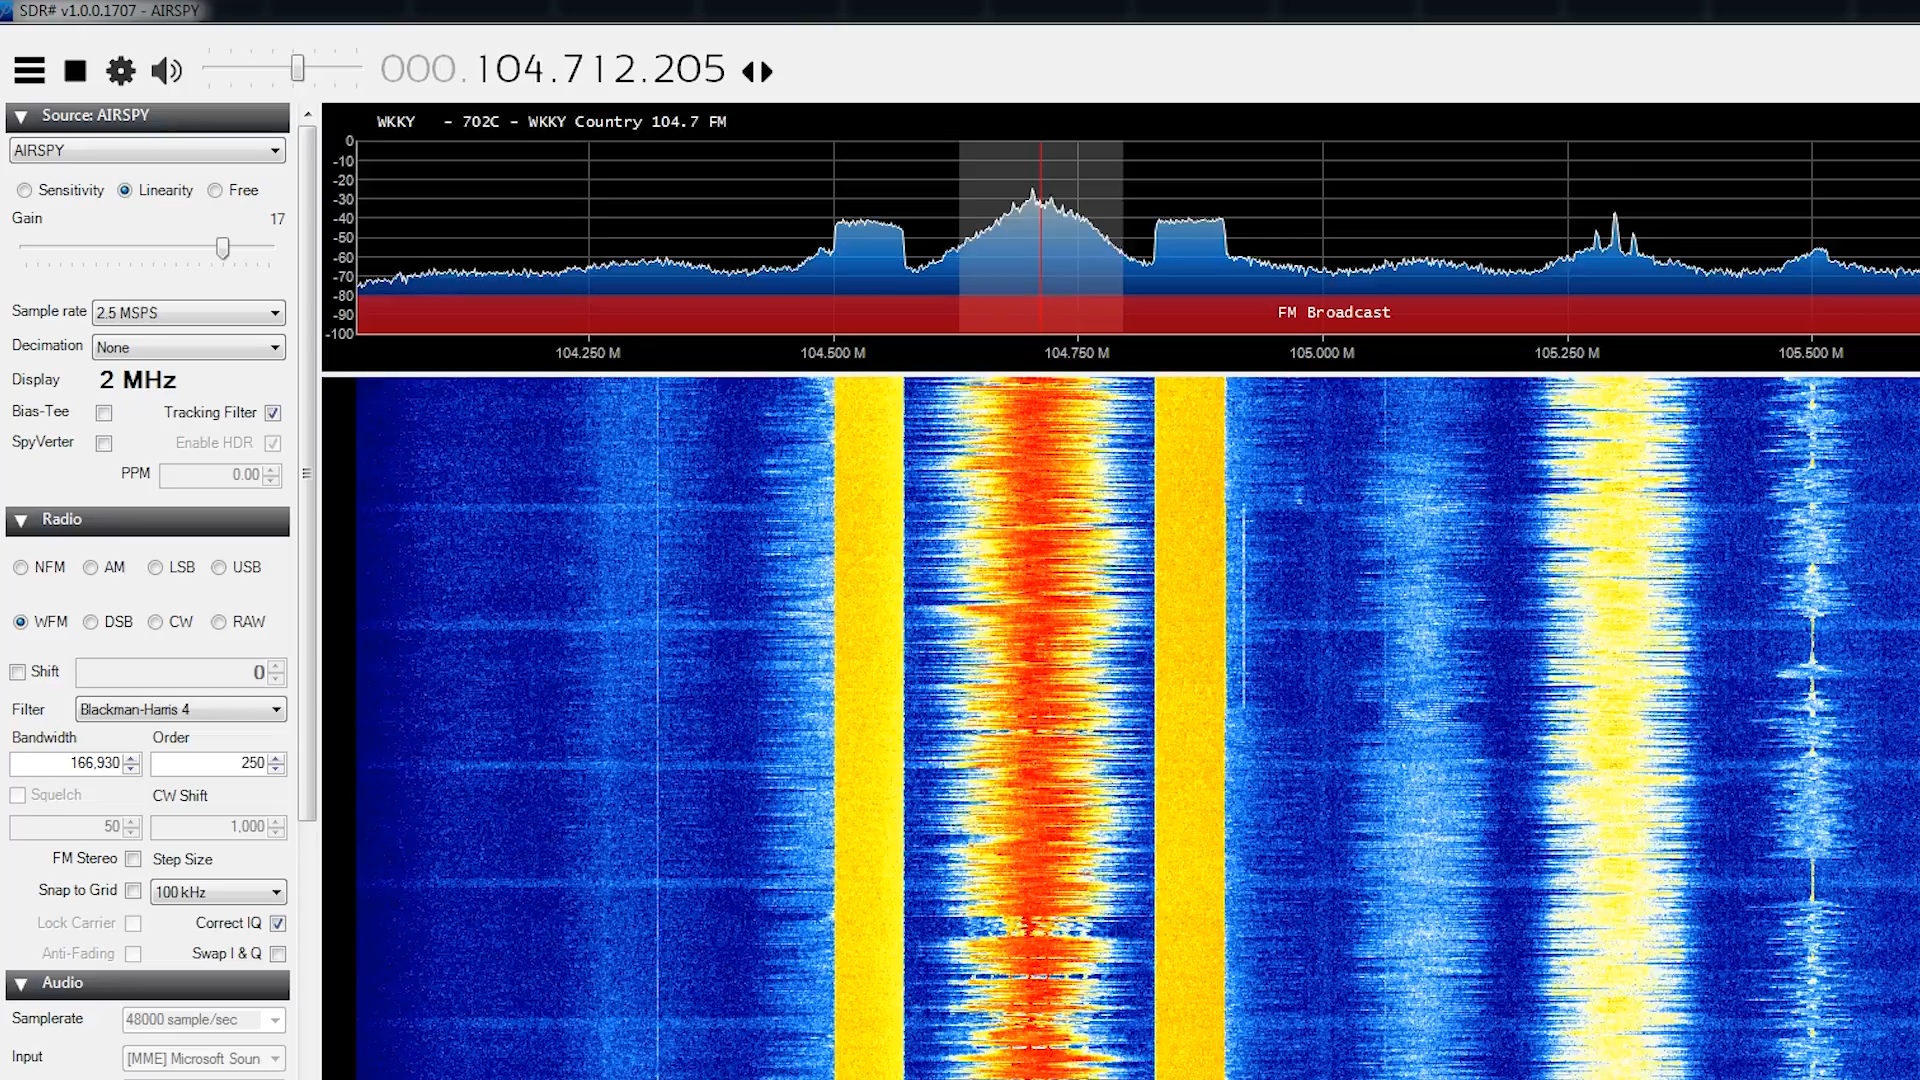 SDR# v1.0.0.1707 - AIRSPY
000.104.712.205
Source: AIRSPY
AIRSPY
Sensitivity Linearity Free
Gain 17
Sample rate 2.5 MSPS
Decimation None
Display 2 MHz
Bias-Tee Tracking Filter
SpyVerter Enable HDR
PPM 0.00
Radio
NFM AM LSB USB
WFM DSB CW RAW
Shift 0
Filter Blackman-Harris 4
Bandwidth Order
166,930 250
Squelch CW Shift
50 1,000
FM Stereo Step Size
Snap to Grid 100 kHz
Lock Carrier Correct IQ
Anti-Fading Swap I & Q
Audio
Samplerate 48000 sample/sec
Input [MME] Microsoft Soun
WKKY - 702C - WKKY Country 104.7 FM
0
-10
-20
-30
-40
-50
-60
-70
-80
-90
-100
FM Broadcast
104.250 M 104.500 M 104.750 M 105.000 M 105.250 M 105.500 M